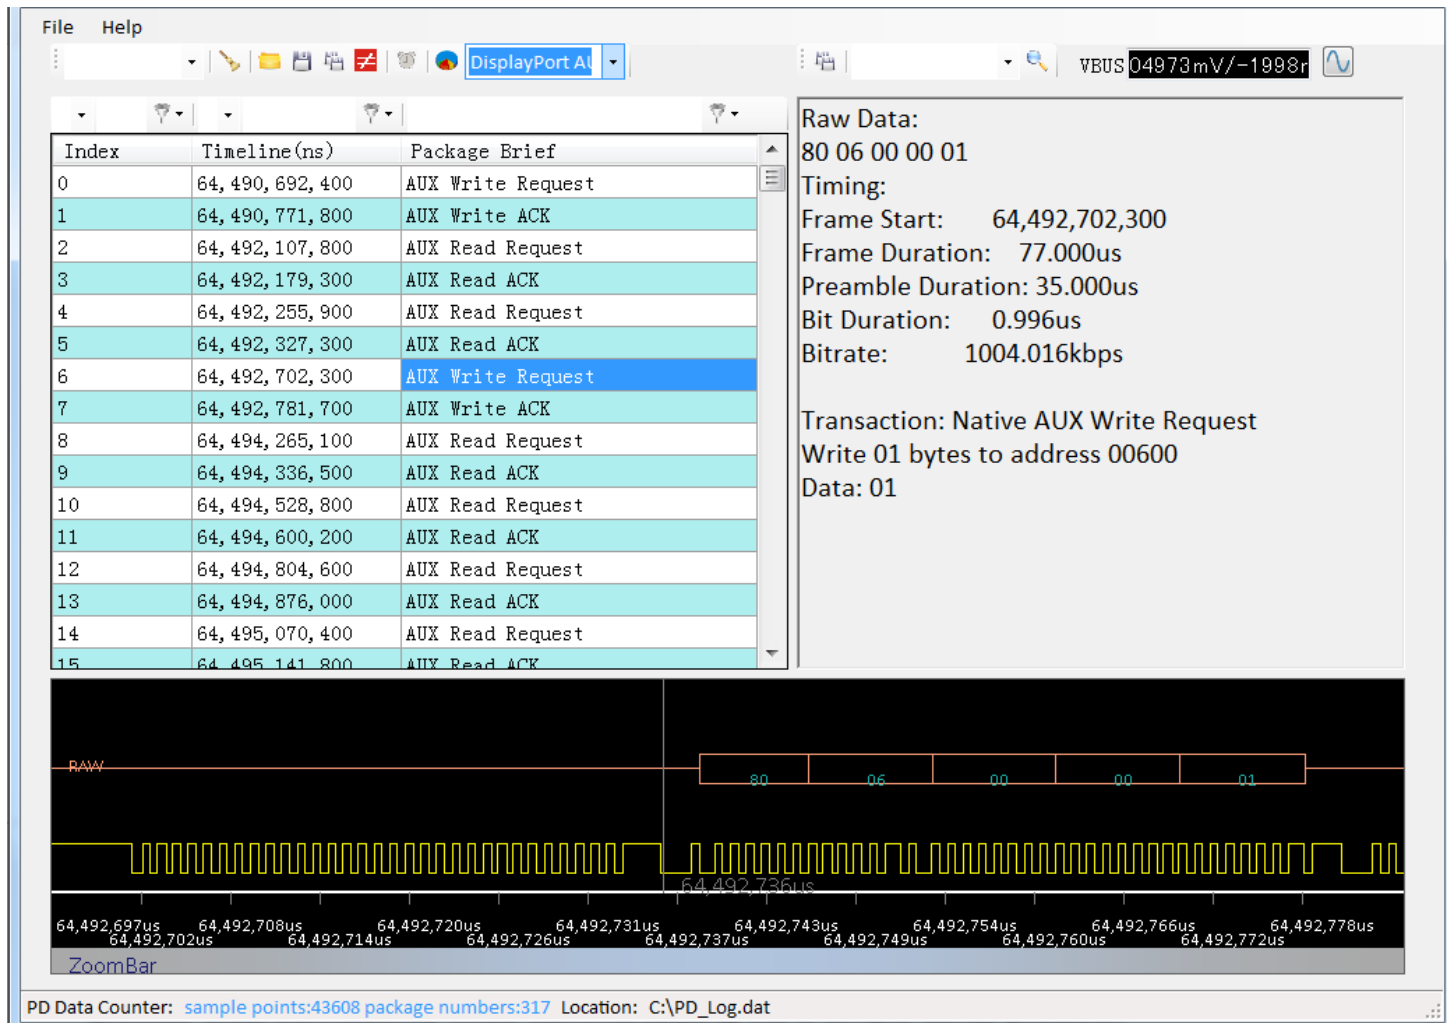 File Help
DisplayPort AU
VBUS 04973mV/-1998m
Index Timeline(ns) Package Brief
0 64,490,692,400 AUX Write Request
1 64,490,771,800 AUX Write ACK
2 64,492,107,800 AUX Read Request
3 64,492,179,300 AUX Read ACK
4 64,492,255,900 AUX Read Request
5 64,492,327,300 AUX Read ACK
6 64,492,702,300 AUX Write Request
7 64,492,781,700 AUX Write ACK
8 64,494,265,100 AUX Read Request
9 64,494,336,500 AUX Read ACK
10 64,494,528,800 AUX Read Request
11 64,494,600,200 AUX Read ACK
12 64,494,804,600 AUX Read Request
13 64,494,876,000 AUX Read ACK
14 64,495,070,400 AUX Read Request
15 64,495,141,800 AUX Read ACK
Raw Data:
80 06 00 00 01
Timing:
Frame Start: 64,492,702,300
Frame Duration: 77.000us
Preamble Duration: 35.000us
Bit Duration: 0.996us
Bitrate: 1004.016kbps
Transaction: Native AUX Write Request
Write 01 bytes to address 00600
Data: 01
RAW
80 06 00 00 01
64,492,736us
64,492,697us 64,492,708us 64,492,720us 64,492,731us 64,492,743us 64,492,754us 64,492,766us 64,492,778us
64,492,702us 64,492,714us 64,492,726us 64,492,737us 64,492,749us 64,492,760us 64,492,772us
ZoomBar
PD Data Counter: sample points:43608 package numbers:317 Location: C:\PD_Log.dat